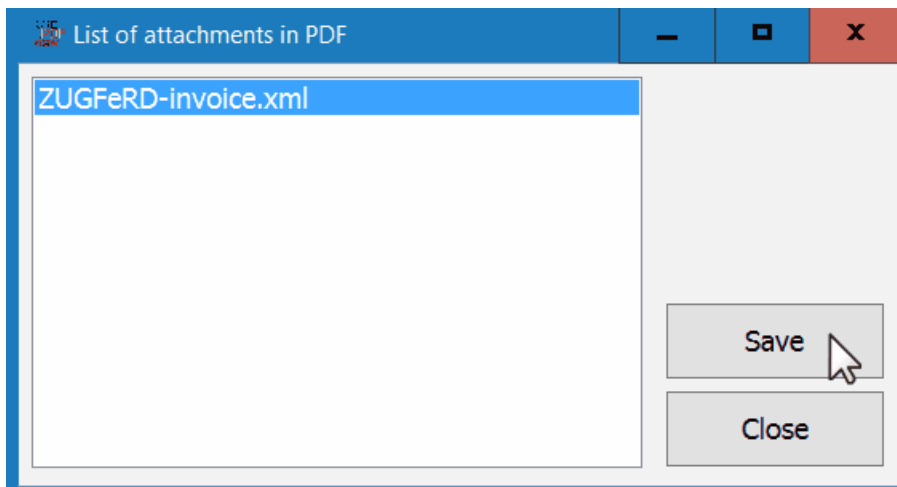 List of attachments in PDF
ZUGFeRD-invoice.xml
Save
Close